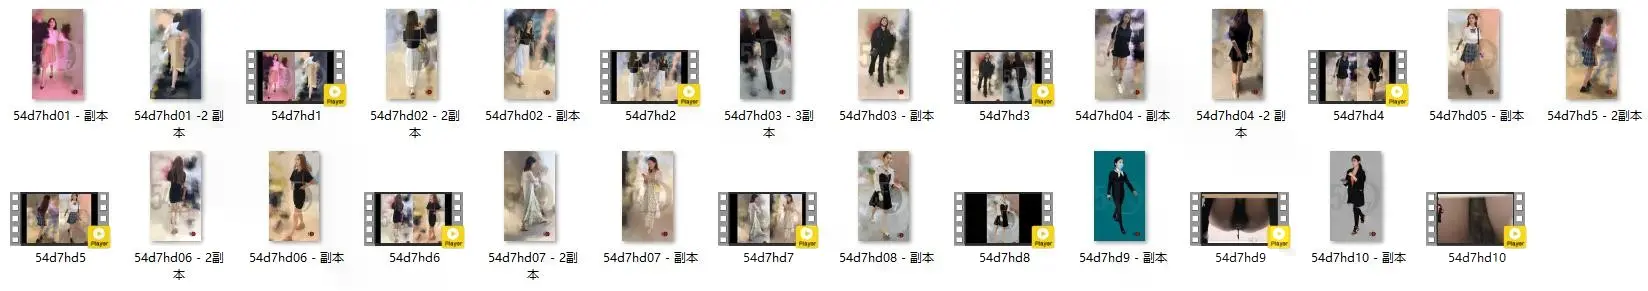 54d7hd01 - 副本
54d7hd01 -2 副本
54d7hd1
54d7hd02 - 2副本
54d7hd02 - 副本
54d7hd2
54d7hd03 - 3副本
54d7hd03 - 副本
54d7hd3
54d7hd04 - 副本
54d7hd04 -2 副本
54d7hd4
54d7hd05 - 副本
54d7hd5 - 2副本
54d7hd5
54d7hd06 - 2副本
54d7hd06 - 副本
54d7hd6
54d7hd07 - 2副本
54d7hd07 - 副本
54d7hd7
54d7hd08 - 副本
54d7hd8
54d7hd9 - 副本
54d7hd9
54d7hd10 - 副本
54d7hd10
Player
Player
Player
Player
Player
Player
Player
Player
Player
Player